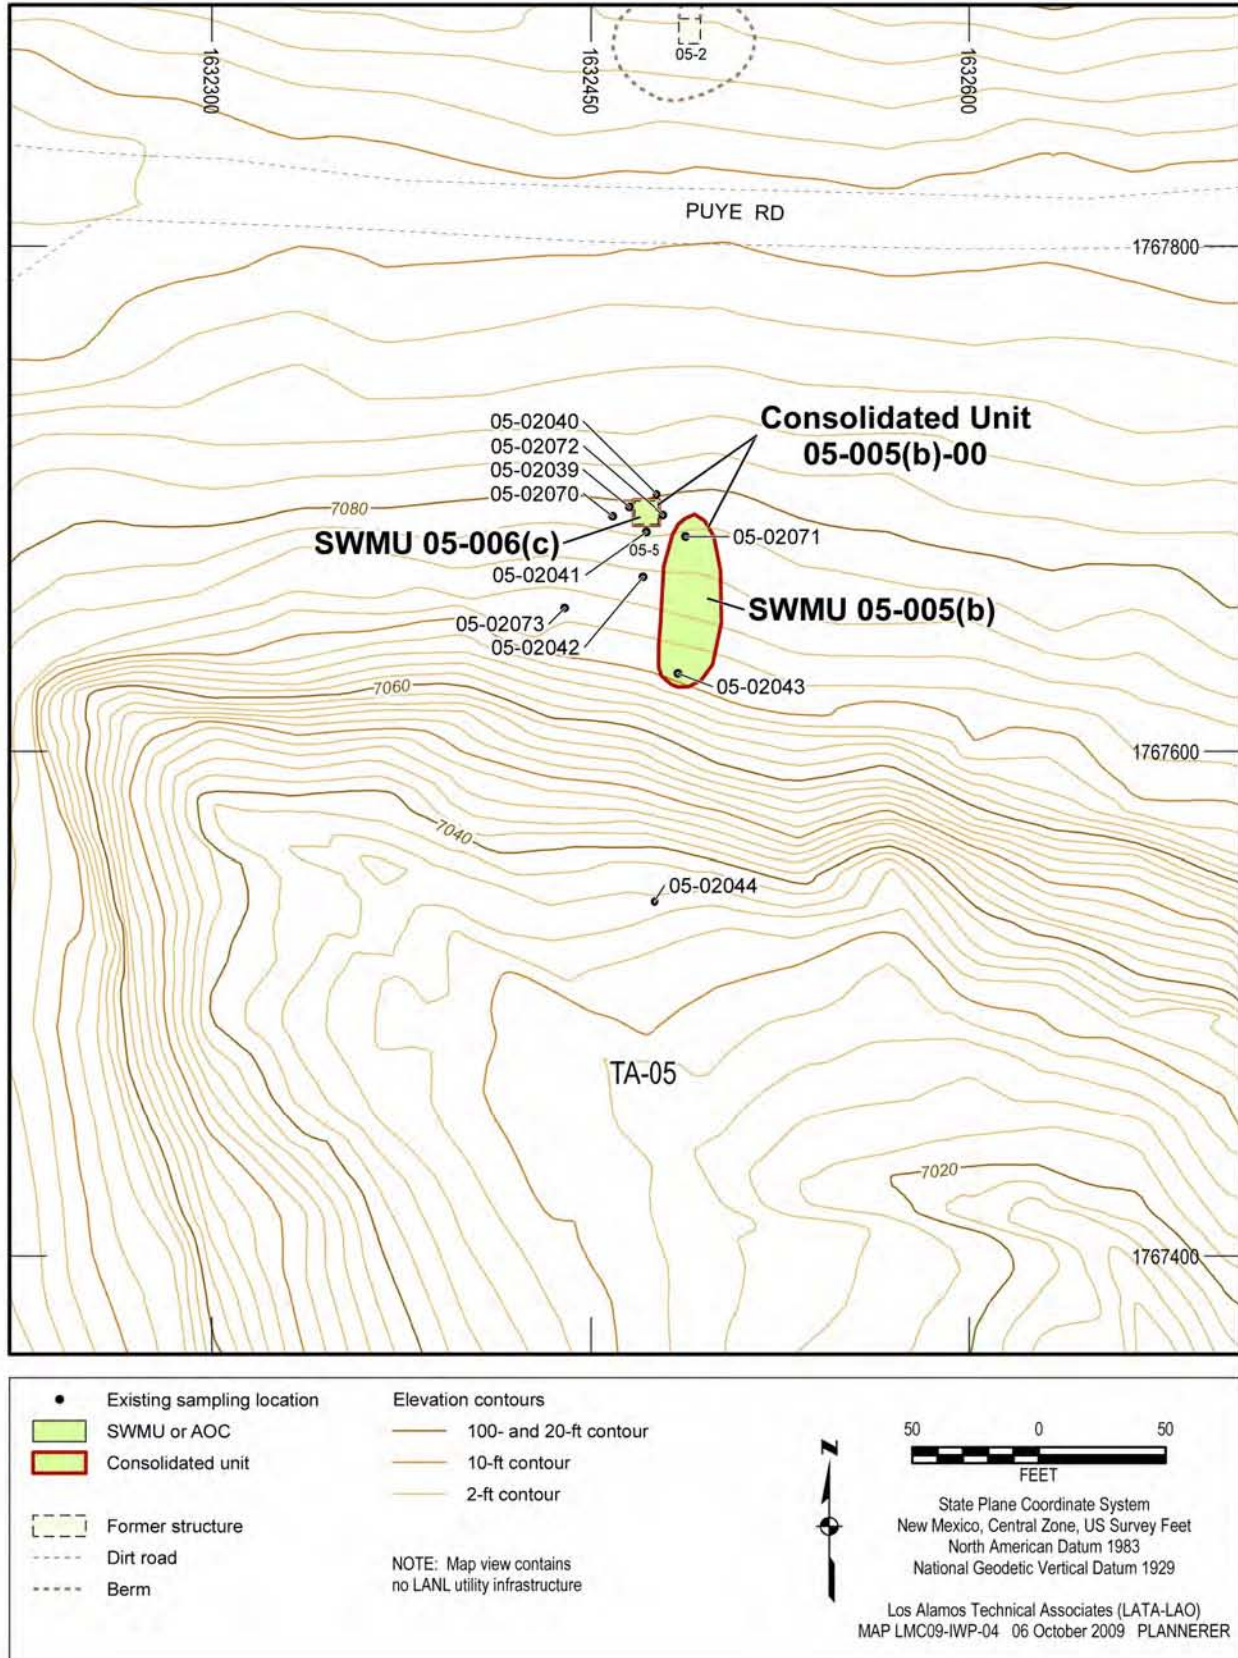 05-2
1632300
1632450
1632600
PUYE RD
1767800
Consolidated Unit
05-005(b)-00
05-02040
05-02072
05-02039
05-02070
7080
SWMU 05-006(c)
05-5
05-02071
05-02041
SWMU 05-005(b)
05-02073
05-02042
05-02043
7060
1767600
7040
05-02044
TA-05
7020
1767400
Existing sampling location
SWMU or AOC
Consolidated unit
Former structure
Dirt road
Berm
Elevation contours
100- and 20-ft contour
10-ft contour
2-ft contour
NOTE: Map view contains
no LANL utility infrastructure
N
50 0 50
FEET
State Plane Coordinate System
New Mexico, Central Zone, US Survey Feet
North American Datum 1983
National Geodetic Vertical Datum 1929
Los Alamos Technical Associates (LATA-LAO)
MAP LMC09-IWP-04 06 October 2009 PLANNERER